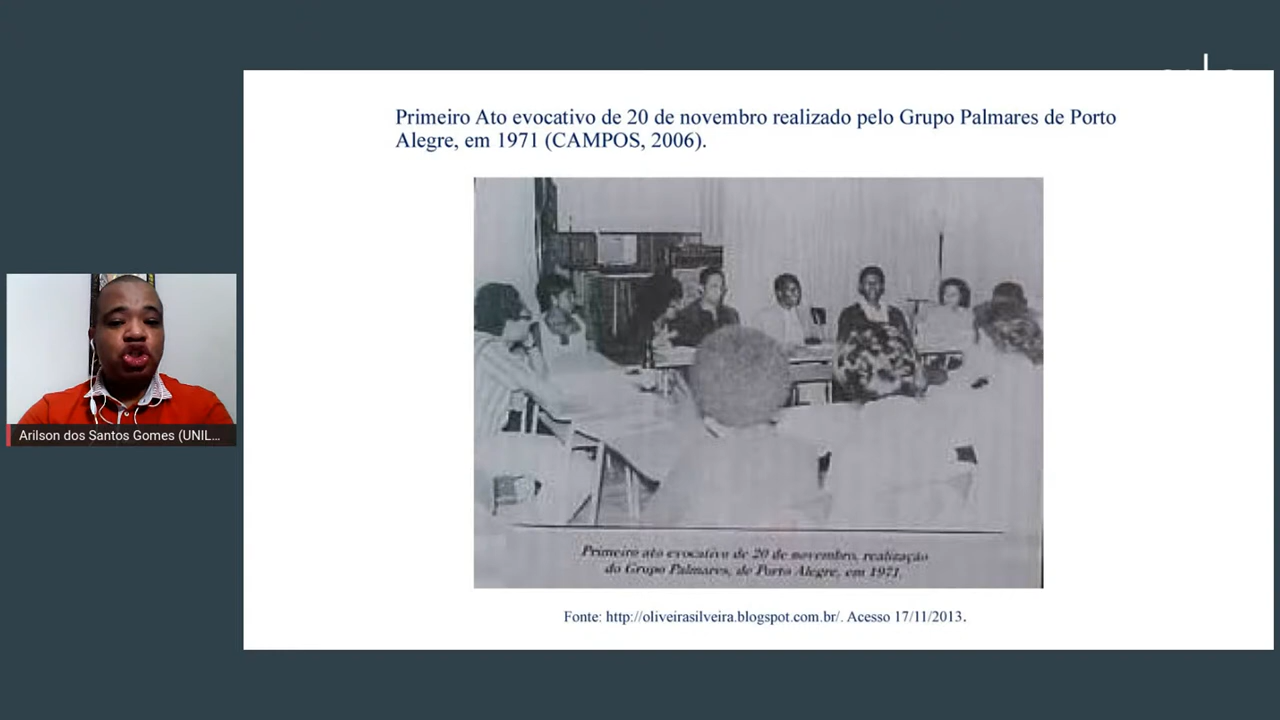 Primeiro Ato evocativo de 20 de novembro realizado pelo Grupo Palmares de Porto
Alegre, em 1971 (CAMPOS, 2006).
Arilson dos Santos Gomes (UNIL...
Primeiro ato evocativo de 20 de novembro, realização
do Grupo Palmares, de Porto Alegre, em 1971.
Fonte: http://oliveirasilveira.blogspot.com.br/. Acesso 17/11/2013.